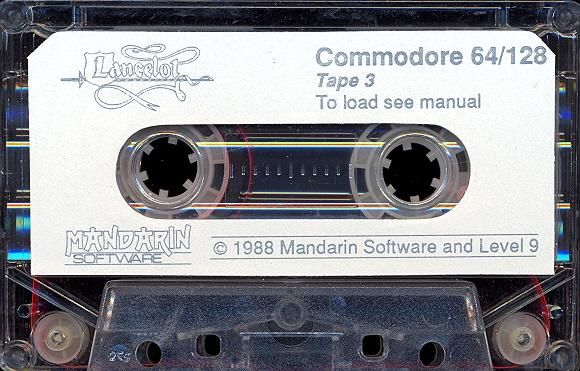 Lancelot
Commodore 64/128
Tape 3
To load see manual
MANDARIN
SOFTWARE
© 1988 Mandarin Software and Level 9